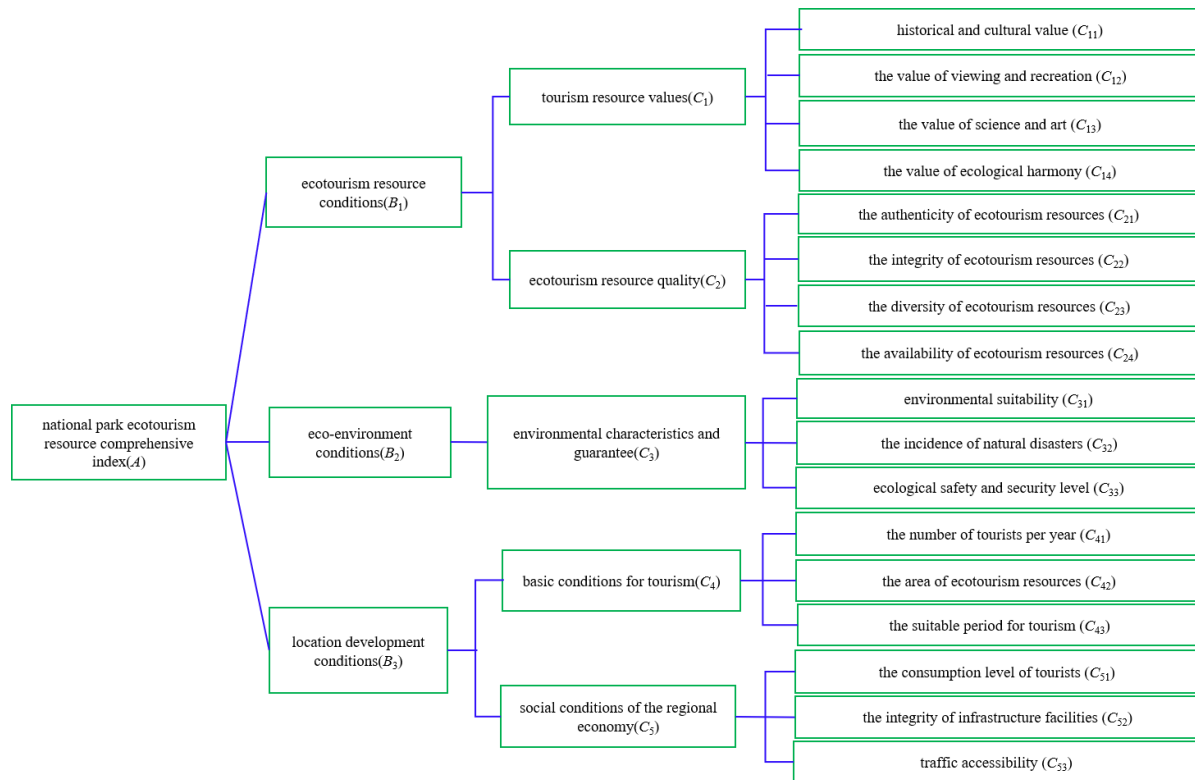 historical and cultural value (C11)
the value of viewing and recreation (C12)
tourism resource values(C1)
the value of science and art (C13)
the value of ecological harmony (C14)
ecotourism resource
conditions(B1)
the authenticity of ecotourism resources (C21)
the integrity of ecotourism resources (C22)
ecotourism resource quality(C2)
the diversity of ecotourism resources (C23)
the availability of ecotourism resources (C24)
national park ecotourism
resource comprehensive
index(A)
eco-environment
conditions(B2)
environmental characteristics and
guarantee(C3)
environmental suitability (C31)
the incidence of natural disasters (C32)
ecological safety and security level (C33)
the number of tourists per year (C41)
basic conditions for tourism(C4)
the area of ecotourism resources (C42)
the suitable period for tourism (C43)
location development
conditions(B3)
the consumption level of tourists (C51)
social conditions of the regional
economy(C5)
the integrity of infrastructure facilities (C52)
traffic accessibility (C53)